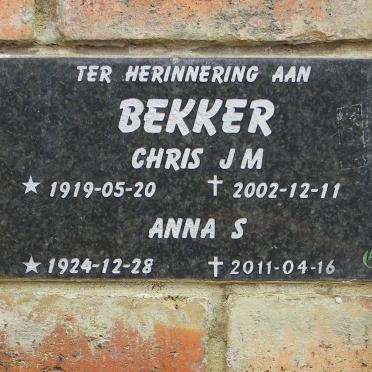 TER HERINNERING AAN
BEKKER
CHRIS J M
★ 1919-05-20 † 2002-12-11
ANNA S
★ 1924-12-28 † 2011-04-16